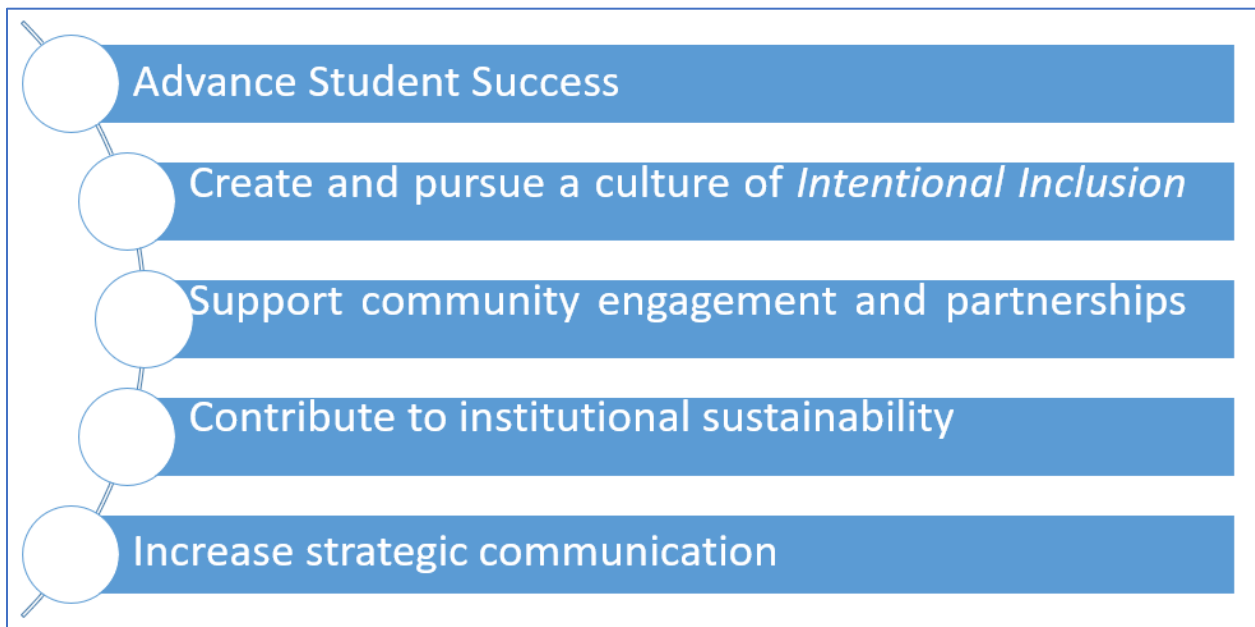 Advance Student Success
Create and pursue a culture of Intentional Inclusion
Support community engagement and partnerships
Contribute to institutional sustainability
Increase strategic communication